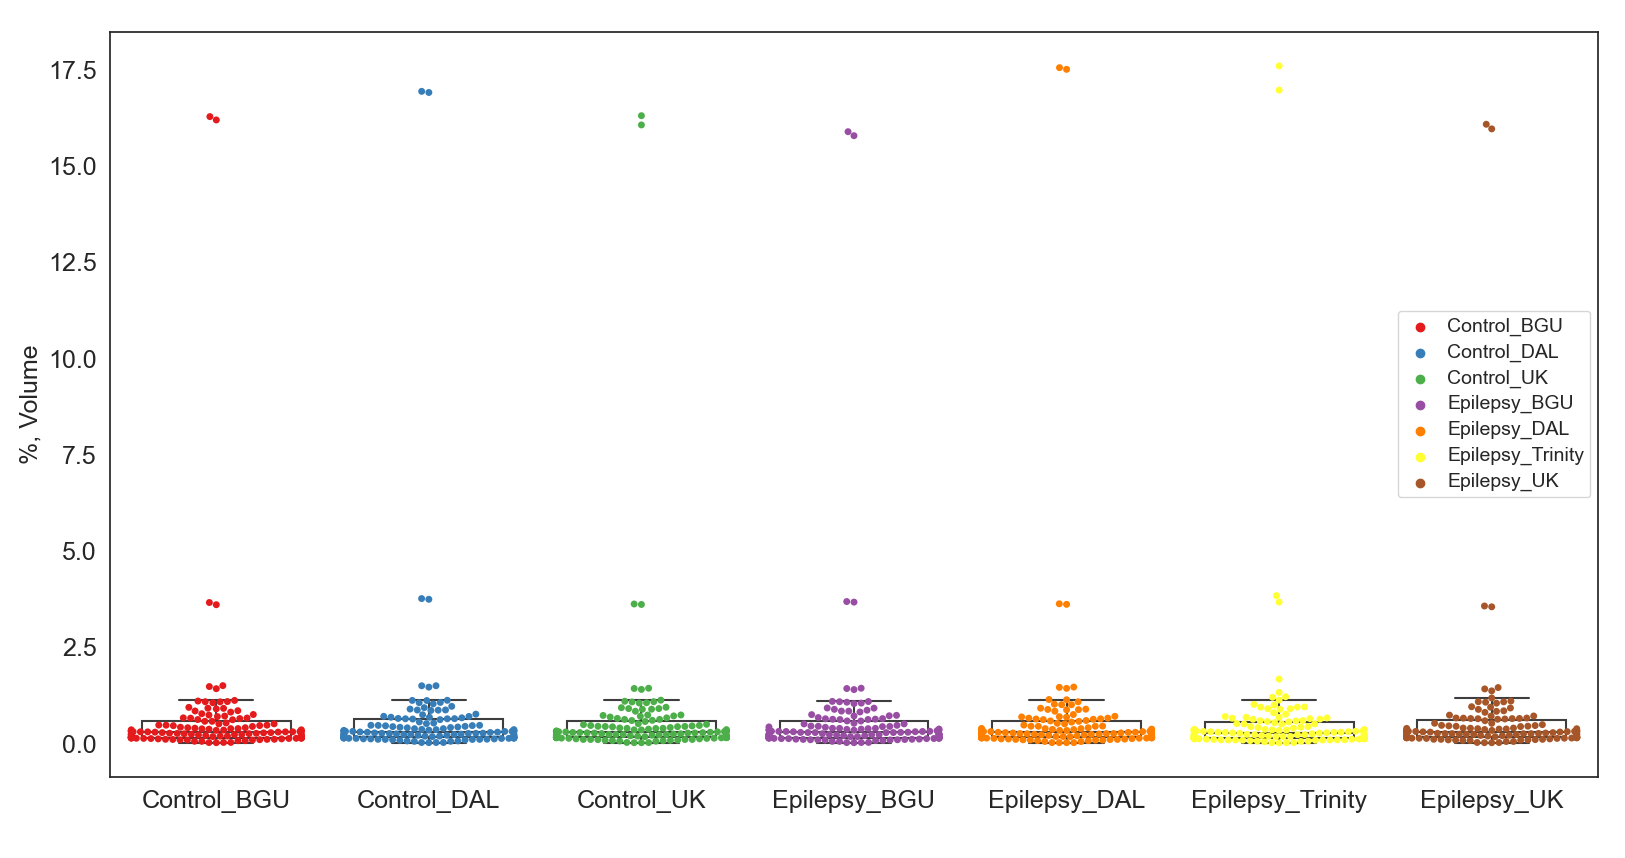 %, Volume
17.5
15.0
12.5
10.0
7.5
5.0
2.5
0.0
Control_BGU
Control_DAL
Control_UK
Epilepsy_BGU
Epilepsy_DAL
Epilepsy_Trinity
Epilepsy_UK
Control_BGU
Control_DAL
Control_UK
Epilepsy_BGU
Epilepsy_DAL
Epilepsy_Trinity
Epilepsy_UK